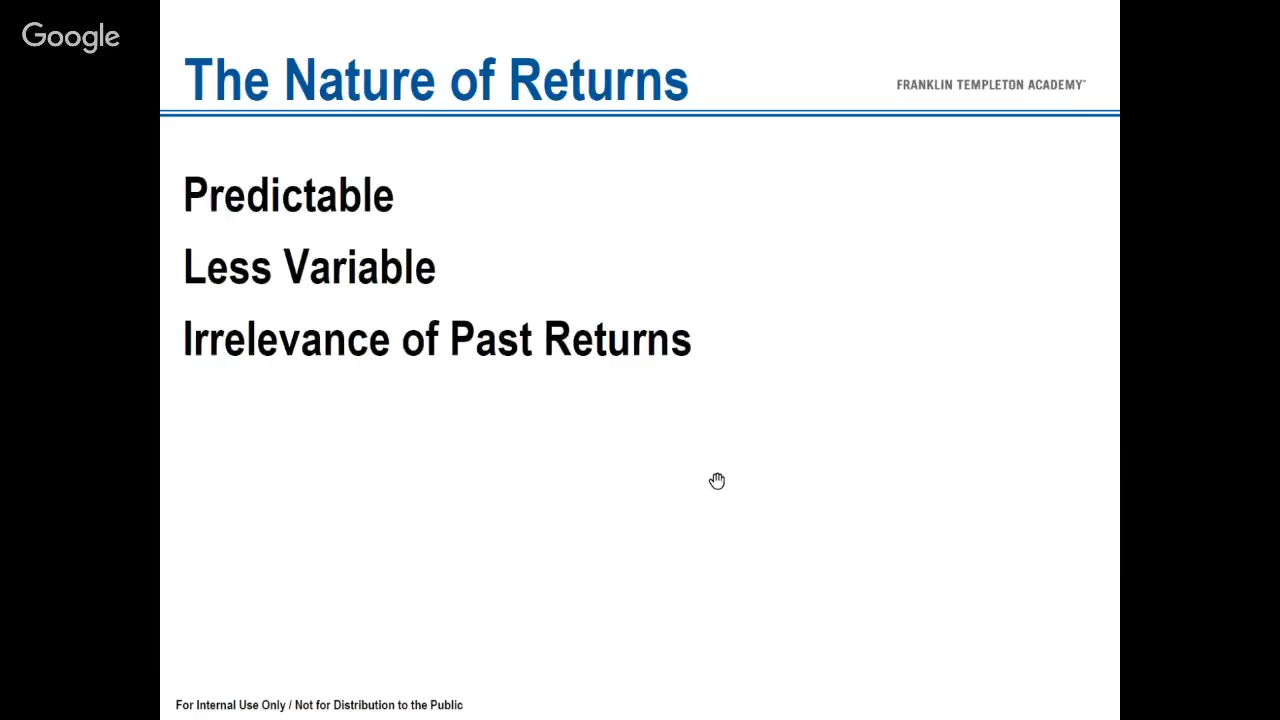 Google
The Nature of Returns
FRANKLIN TEMPLETON ACADEMY
Predictable
Less Variable
Irrelevance of Past Returns
For Internal Use Only / Not for Distribution to the Public